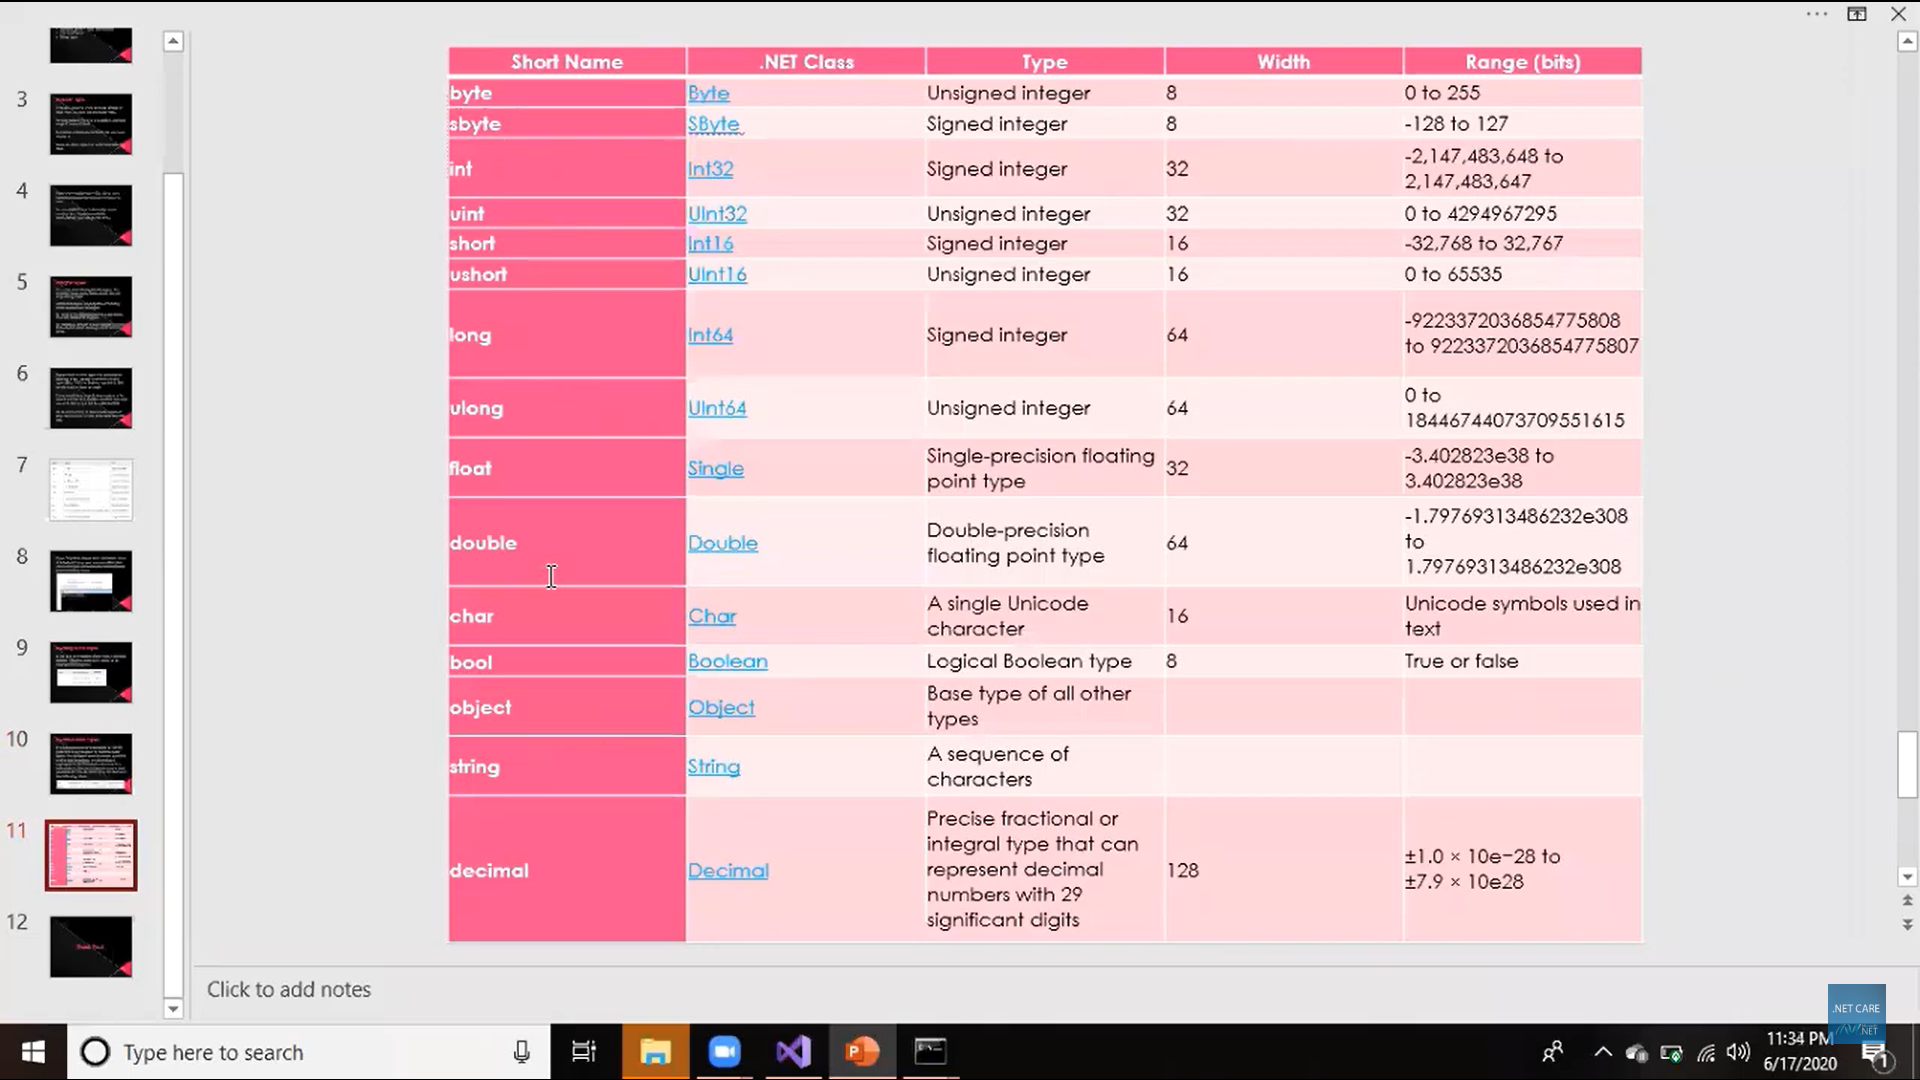 Short Name .NET Class Type Width Range (bits)
byte Byte Unsigned integer 8 0 to 255
sbyte SByte Signed integer 8 -128 to 127
int Int32 Signed integer 32 -2,147,483,648 to
2,147,483,647
uint UInt32 Unsigned integer 32 0 to 4294967295
short Int16 Signed integer 16 -32,768 to 32,767
ushort UInt16 Unsigned integer 16 0 to 65535
long Int64 Signed integer 64 -9223372036854775808
to 9223372036854775807
ulong UInt64 Unsigned integer 64 0 to
18446744073709551615
float Single Single-precision floating
point type 32 -3.402823e38 to
3.402823e38
double Double Double-precision
floating point type 64 -1.79769313486232e308
to
1.79769313486232e308
char Char A single Unicode
character 16 Unicode symbols used in
text
bool Boolean Logical Boolean type 8 True or false
object Object Base type of all other
types
string String A sequence of
characters
decimal Decimal Precise fractional or
integral type that can
represent decimal
numbers with 29
significant digits 128 ±1.0 × 10e−28 to
±7.9 × 10e28
3
4
5
6
7
8
9
10
11
12
Click to add notes
.NET CARE
.NET
Type here to search
11:34 PM
6/17/2020
1